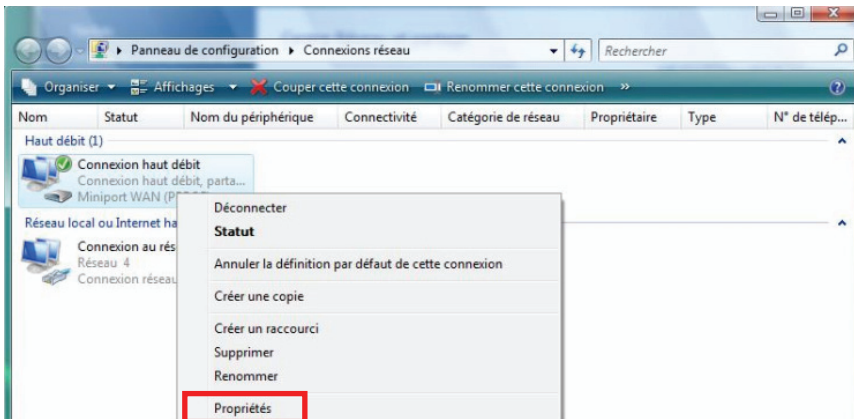 Panneau de configuration ▸ Connexions réseau
Rechercher
Organiser Affichages Couper cette connexion Renommer cette connexion »
Nom Statut Nom du périphérique Connectivité Catégorie de réseau Propriétaire Type N° de télép...
Haut débit (1)
Connexion haut débit
Connexion haut débit, parta...
Miniport WAN
Réseau local ou Internet
Connexion au
Réseau 4
Connexion
Déconnecter
Statut
Annuler la définition par défaut de cette connexion
Créer une copie
Créer un raccourci
Supprimer
Renommer
Propriétés